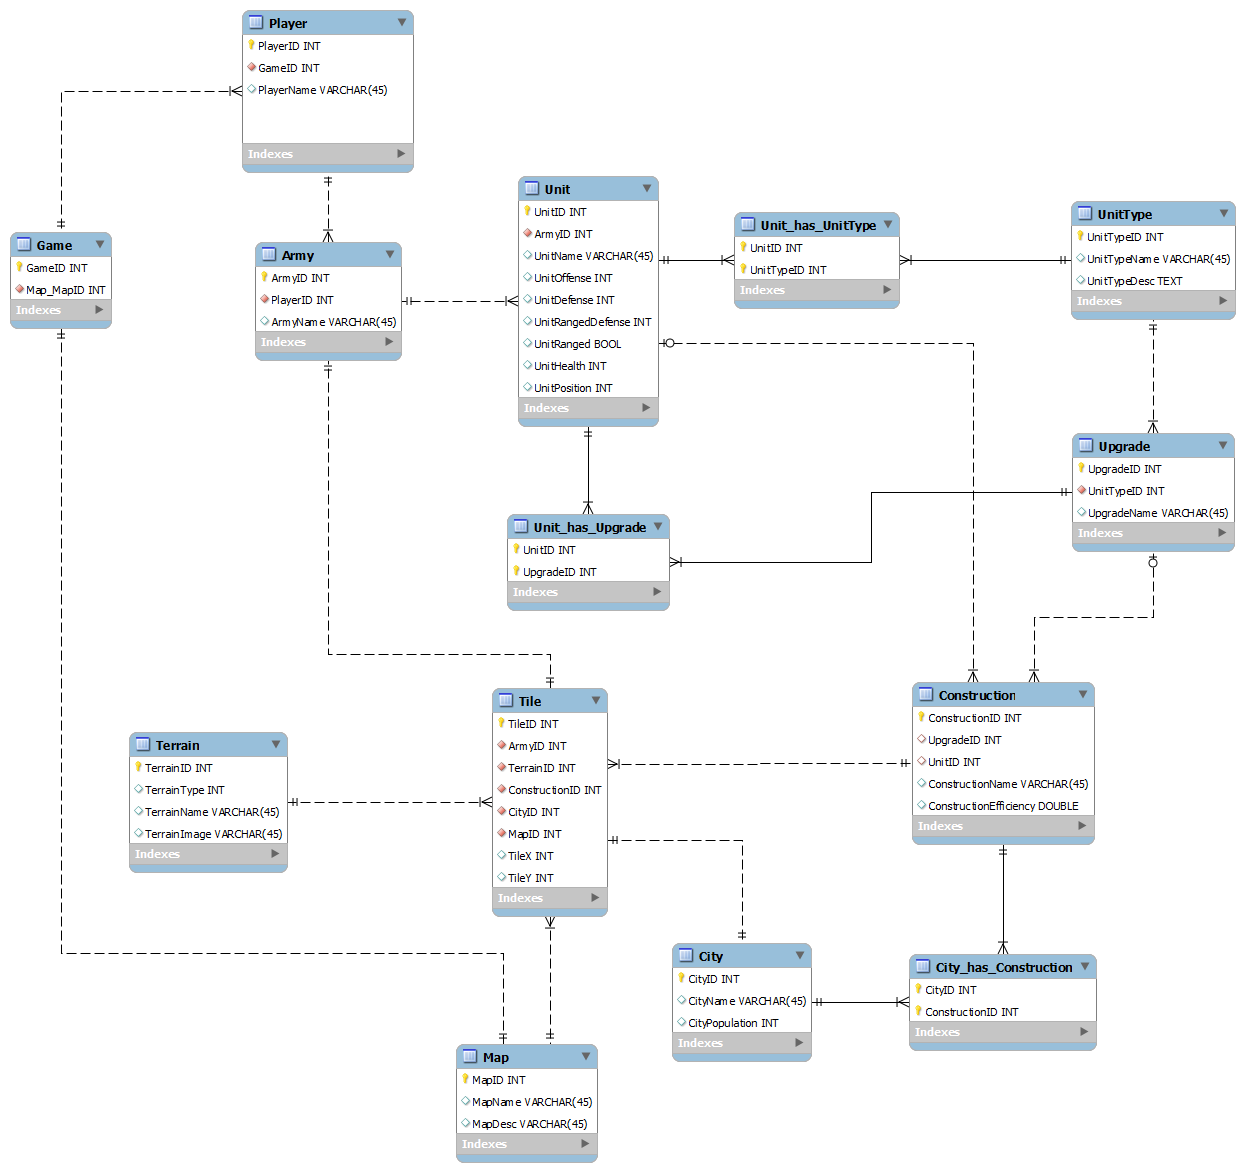 Player
PlayerID INT
GameID INT
PlayerName VARCHAR(45)
Indexes
Game
GameID INT
Map_MapID INT
Indexes
Army
ArmyID INT
PlayerID INT
ArmyName VARCHAR(45)
Indexes
Unit
UnitID INT
ArmyID INT
UnitName VARCHAR(45)
UnitOffense INT
UnitDefense INT
UnitRangedDefense INT
UnitRanged BOOL
UnitHealth INT
UnitPosition INT
Indexes
Unit_has_UnitType
UnitID INT
UnitTypeID INT
Indexes
UnitType
UnitTypeID INT
UnitTypeName VARCHAR(45)
UnitTypeDesc TEXT
Indexes
Upgrade
UpgradeID INT
UnitTypeID INT
UpgradeName VARCHAR(45)
Indexes
Unit_has_Upgrade
UnitID INT
UpgradeID INT
Indexes
Terrain
TerrainID INT
TerrainType INT
TerrainName VARCHAR(45)
TerrainImage VARCHAR(45)
Indexes
Tile
TileID INT
ArmyID INT
TerrainID INT
ConstructionID INT
CityID INT
MapID INT
TileX INT
TileY INT
Indexes
Construction
ConstructionID INT
UpgradeID INT
UnitID INT
ConstructionName VARCHAR(45)
ConstructionEfficiency DOUBLE
Indexes
City
CityID INT
CityName VARCHAR(45)
CityPopulation INT
Indexes
City_has_Construction
CityID INT
ConstructionID INT
Indexes
Map
MapID INT
MapName VARCHAR(45)
MapDesc VARCHAR(45)
Indexes